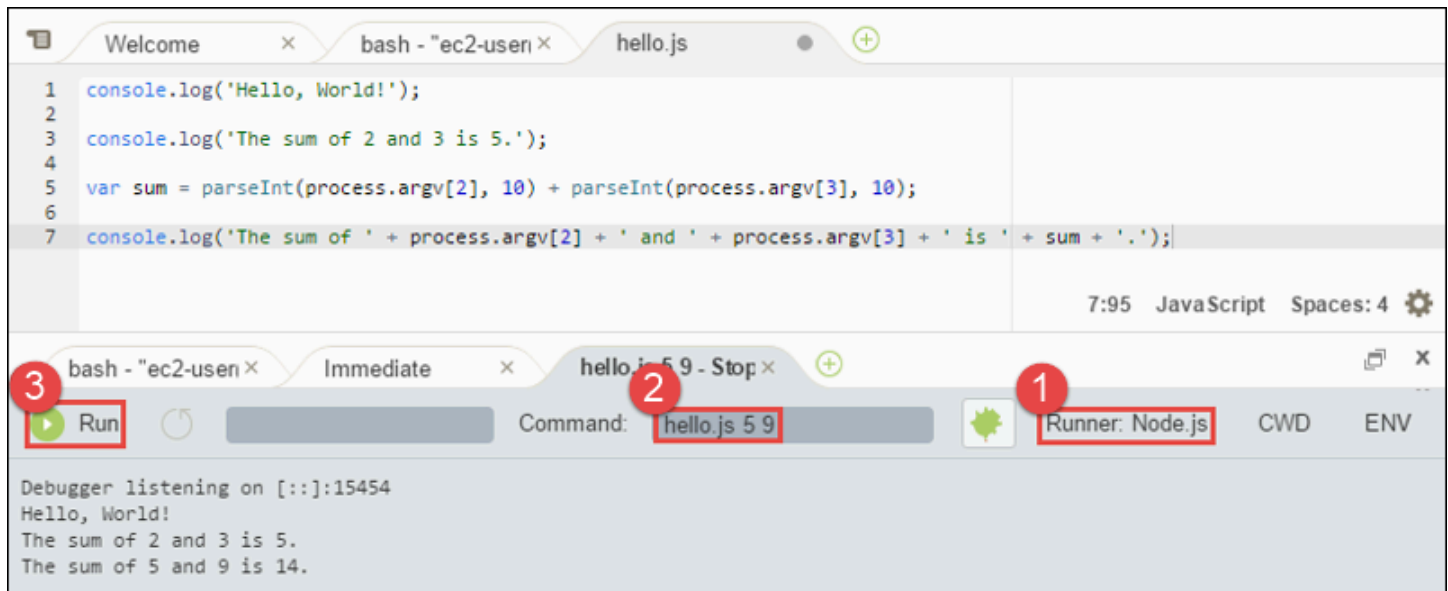 Welcome × bash - "ec2-user × hello.js
1 console.log('Hello, World!');
2
3 console.log('The sum of 2 and 3 is 5.');
4
5 var sum = parseInt(process.argv[2], 10) + parseInt(process.argv[3], 10);
6
7 console.log('The sum of ' + process.argv[2] + ' and ' + process.argv[3] + ' is ' + sum + '.');
7:95 JavaScript Spaces: 4
bash - "ec2-user × Immediate × hello.js 5 9 - Stop ×
3 2 1
Run Command: hello.js 5 9 Runner: Node.js CWD ENV
Debugger listening on [::]:15454
Hello, World!
The sum of 2 and 3 is 5.
The sum of 5 and 9 is 14.